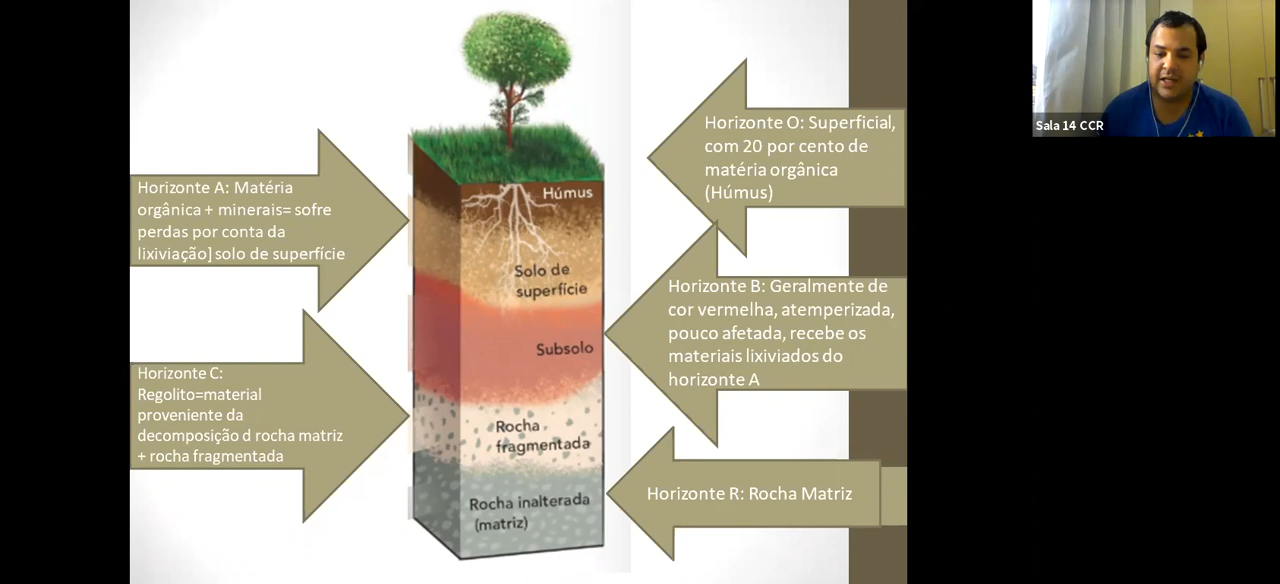 Horizonte A: Matéria
orgânica + minerais= sofre
perdas por conta da
lixiviação] solo de superfície
Horizonte C:
Regolito=material
proveniente da
decomposição d rocha matriz
+ rocha fragmentada
Húmus
Solo de
superfície
Subsolo
Rocha
fragmentada
Rocha inalterada
(matriz)
Horizonte O: Superficial,
com 20 por cento de
matéria orgânica
(Húmus)
Horizonte B: Geralmente de
cor vermelha, atemperizada,
pouco afetada, recebe os
materiais lixiviados do
horizonte A
Horizonte R: Rocha Matriz
Sala 14 CCR